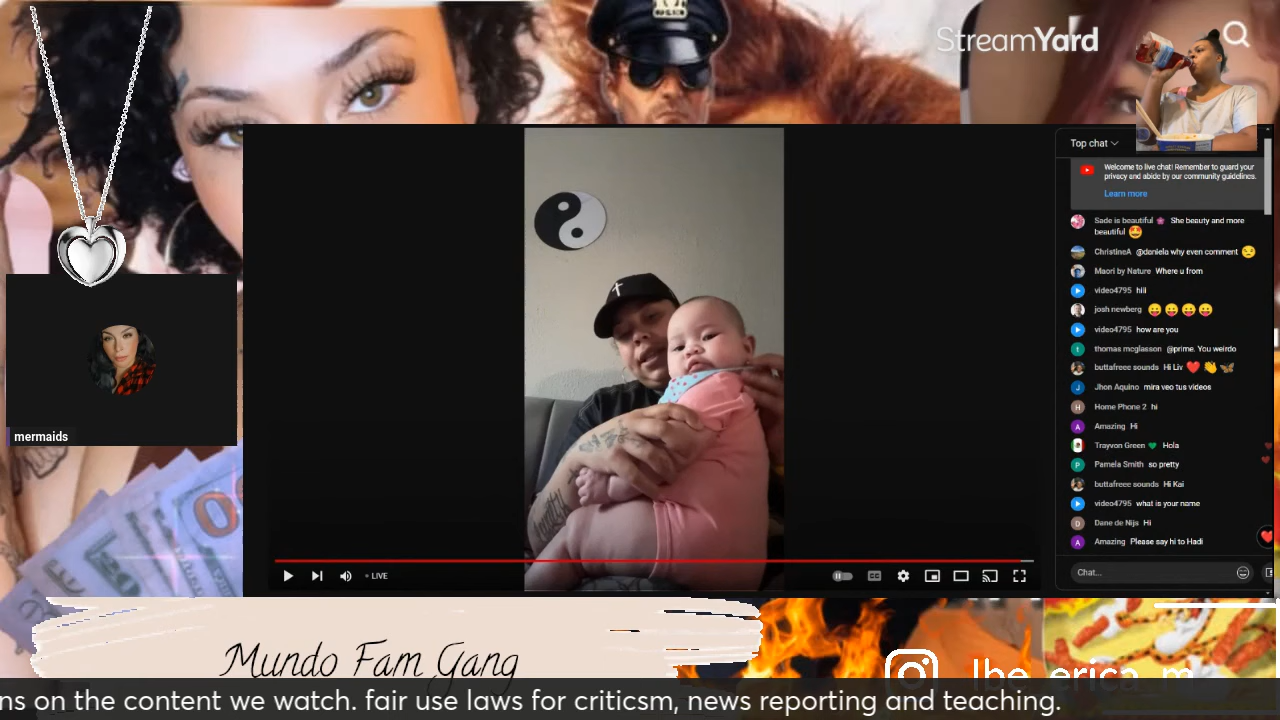 StreamYard
Top chat
Welcome to live chat! Remember to guard your
privacy and abide by our community guidelines.
Learn more
Sade is beautiful 🌸 She beauty and more
beautiful 🤩
ChristineA @daniela why even comment 😒
Maori by Nature Where u from
video4795 hiii
josh newberg 😛 😛 😛 😛
video4795 how are you
thomas mcglasson @prime. You weirdo
buttafreee sounds Hi Liv ❤️ 👏 🦋
Jhon Aquino mira veo tus videos
Home Phone 2 hi
Amazing Hi
Trayvon Green 💚 Hola
Pamela Smith so pretty
buttafreee sounds Hi Kai
video4795 what is your name
Dane de Nijs Hi
Amazing Please say hi to Hadi
Chat...
mermaids
LIVE
Mundo Fam Gang
lbe_erica_m
ns on the content we watch. fair use laws for criticsm, news reporting and teaching.